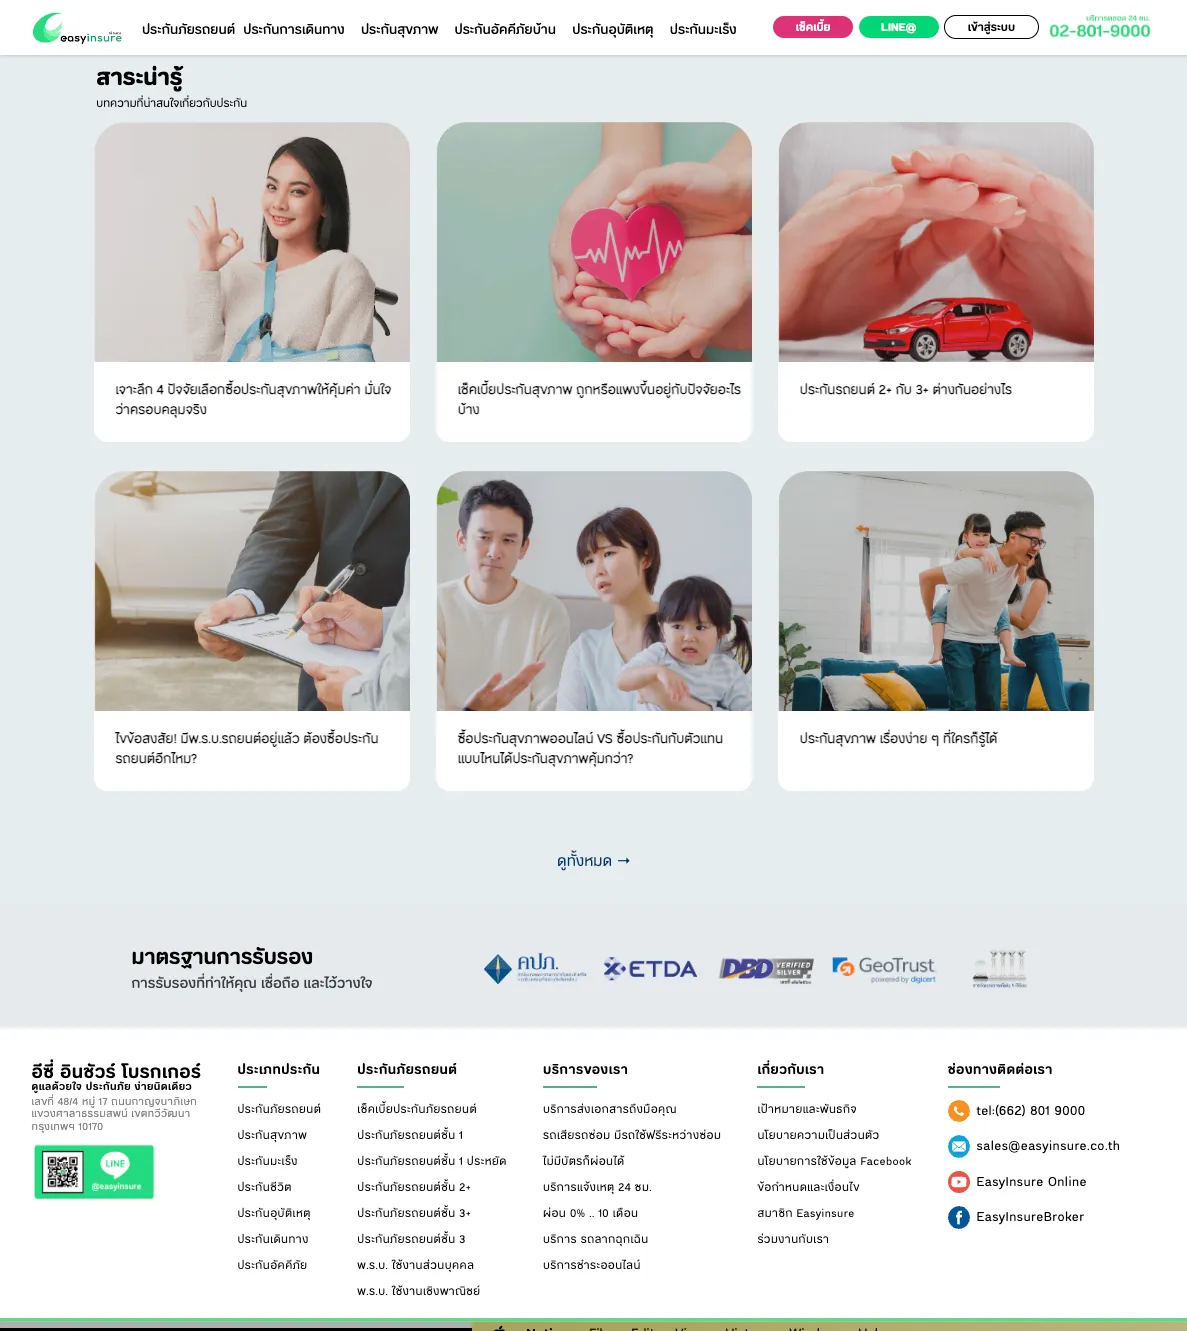 easyinsure
ประกันภัยรถยนต์ ประกันการเดินทาง ประกันสุขภาพ ประกันอัคคีภัยบ้าน ประกันอุบัติเหตุ ประกันมะเร็ง
เช็คเบี้ย LINE@ เข้าสู่ระบบ
บริการตลอด 24 ชม.
02-801-9000
สาระน่ารู้
บทความที่น่าสนใจเกี่ยวกับประกัน
เจาะลึก 4 ปัจจัยเลือกซื้อประกันสุขภาพให้คุ้มค่า มั่นใจ
ว่าครอบคลุมจริง
เช็คเบี้ยประกันสุขภาพ ถูกหรือแพงขึ้นอยู่กับปัจจัยอะไร
บ้าง
ประกันรถยนต์ 2+ กับ 3+ ต่างกันอย่างไร
ไขข้อสงสัย! มีพ.ร.บ.รถยนต์อยู่แล้ว ต้องซื้อประกัน
รถยนต์อีกไหม?
ซื้อประกันสุขภาพออนไลน์ VS ซื้อประกันกับตัวแทน
แบบไหนได้ประกันสุขภาพคุ้มกว่า?
ประกันสุขภาพ เรื่องง่าย ๆ ที่ใครก็รู้ได้
ดูทั้งหมด →
มาตรฐานการรับรอง
การรับรองที่ทำให้คุณ เชื่อถือ และไว้วางใจ
คปภ.
ETDA
DBD VERIFIED
SILVER
GeoTrust
powered by digicert
อีซี่ อินชัวร์ โบรกเกอร์
ดูแลด้วยใจ ประกันภัย ง่ายนิดเดียว
เลขที่ 48/4 หมู่ 17 ถนนกาญจนาภิเษก
แขวงศาลาธรรมสพน์ เขตทวีวัฒนา
กรุงเทพฯ 10170
LINE
@easyinsure
ประเภทประกัน
ประกันภัยรถยนต์
ประกันสุขภาพ
ประกันมะเร็ง
ประกันชีวิต
ประกันอุบัติเหตุ
ประกันเดินทาง
ประกันอัคคีภัย
ประกันภัยรถยนต์
เช็คเบี้ยประกันภัยรถยนต์
ประกันภัยรถยนต์ชั้น 1
ประกันภัยรถยนต์ชั้น 1 ประหยัด
ประกันภัยรถยนต์ชั้น 2+
ประกันภัยรถยนต์ชั้น 3+
ประกันภัยรถยนต์ชั้น 3
พ.ร.บ. ใช้งานส่วนบุคคล
พ.ร.บ. ใช้งานเชิงพาณิชย์
บริการของเรา
บริการส่งเอกสารถึงมือคุณ
รถเสียรถซ่อม มีรถใช้ฟรีระหว่างซ่อม
ไม่มีบัตรก็ผ่อนได้
บริการแจ้งเหตุ 24 ชม.
ผ่อน 0% .. 10 เดือน
บริการ รถลากฉุกเฉิน
บริการชำระออนไลน์
เกี่ยวกับเรา
เป้าหมายและพันธกิจ
นโยบายความเป็นส่วนตัว
นโยบายการใช้ข้อมูล Facebook
ข้อกำหนดและเงื่อนไข
สมาชิก Easyinsure
ร่วมงานกับเรา
ช่องทางติดต่อเรา
tel:(662) 801 9000
sales@easyinsure.co.th
EasyInsure Online
EasyInsureBroker